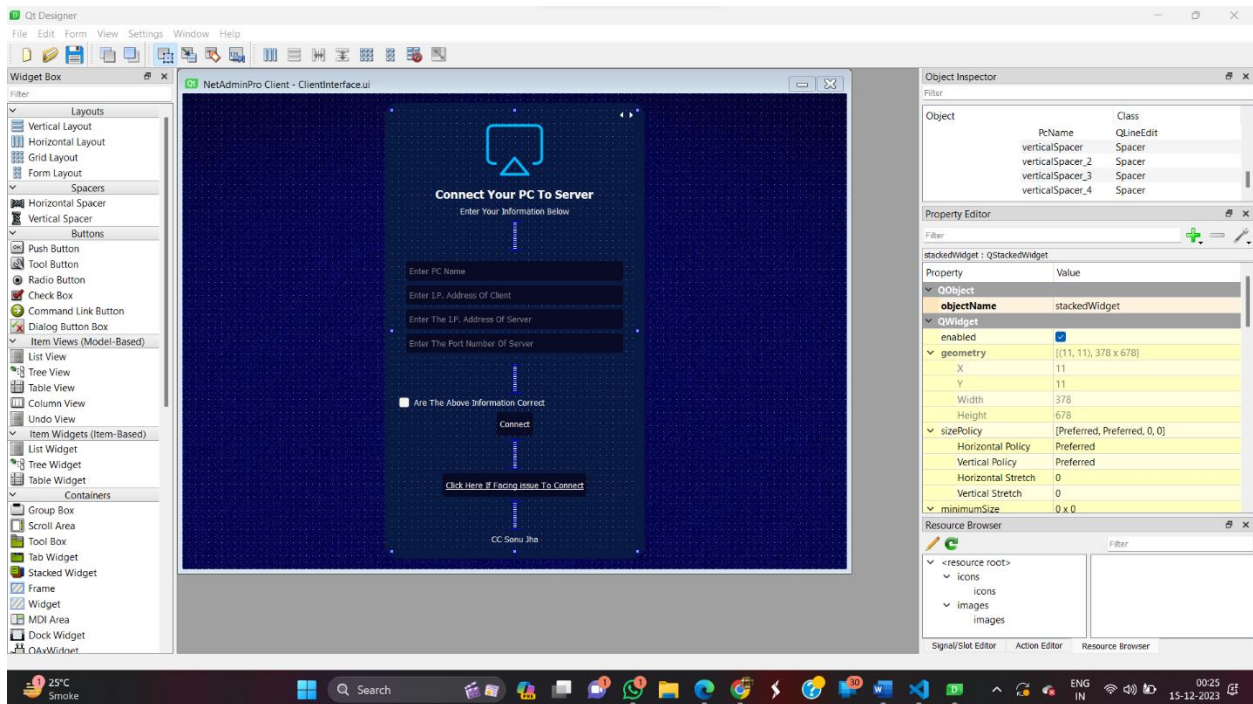 Qt Designer
File Edit Form View Settings Window Help
Widget Box
Filter
Layouts
Vertical Layout
Horizontal Layout
Grid Layout
Form Layout
Spacers
Horizontal Spacer
Vertical Spacer
Buttons
Push Button
Tool Button
Radio Button
Check Box
Command Link Button
Dialog Button Box
Item Views (Model-Based)
List View
Tree View
Table View
Column View
Undo View
Item Widgets (Item-Based)
List Widget
Tree Widget
Table Widget
Containers
Group Box
Scroll Area
Tool Box
Tab Widget
Stacked Widget
Frame
Widget
MDI Area
Dock Widget
QAxWidget
NetAdminPro Client - ClientInterface.ui
Connect Your PC To Server
Enter Your Information Below
Enter PC Name
Enter I.P. Address Of Client
Enter The I.P. Address Of Server
Enter The Port Number Of Server
Are The Above Information Correct
Connect
Click Here If Facing issue To Connect
CC Sonu Jha
Object Inspector
Filter
Object Class
PcName QLineEdit
verticalSpacer Spacer
verticalSpacer_2 Spacer
verticalSpacer_3 Spacer
verticalSpacer_4 Spacer
Property Editor
Filter
stackedWidget : QStackedWidget
Property Value
QObject
objectName stackedWidget
QWidget
enabled
geometry [(11, 11), 378 x 678]
X 11
Y 11
Width 378
Height 678
sizePolicy [Preferred, Preferred, 0, 0]
Horizontal Policy Preferred
Vertical Policy Preferred
Horizontal Stretch 0
Vertical Stretch 0
minimumSize 0 x 0
Resource Browser
Filter
<resource root>
icons
icons
images
images
Signal/Slot Editor Action Editor Resource Browser
1
25°C
Smoke
Search
30
ENG
IN
00:25
15-12-2023